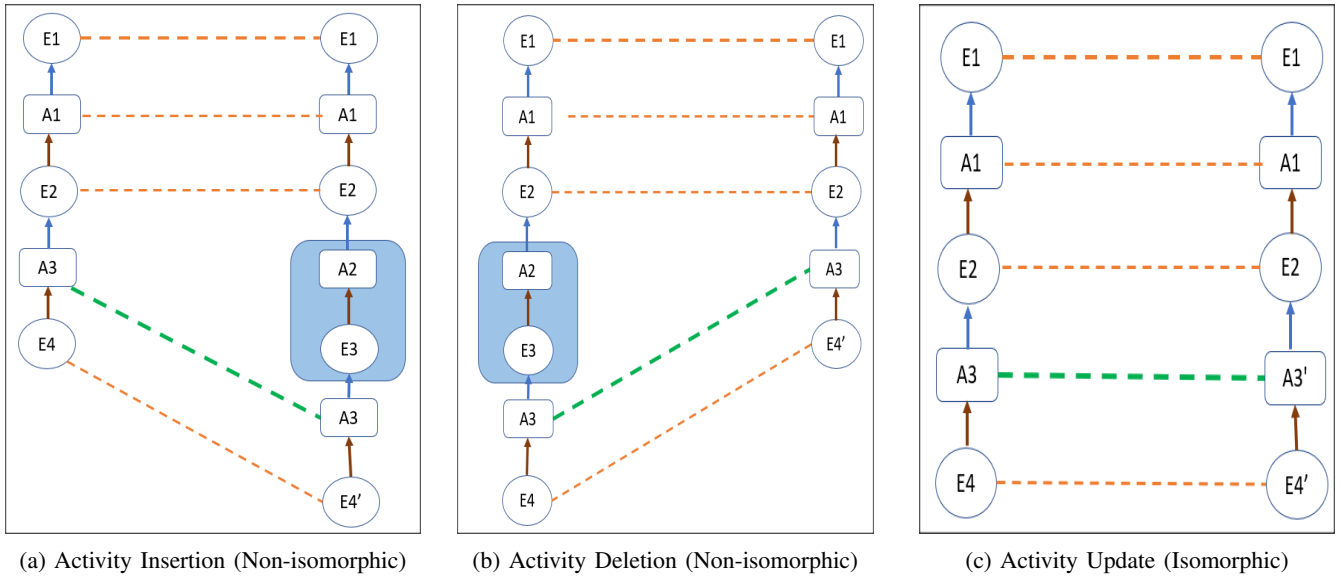 E1 E1
A1 A1
E2 E2
A3 A2
E4 E3
A3
E4'
(a) Activity Insertion (Non-isomorphic)
E1 E1
A1 A1
E2 E2
A2 A3
E3 E4'
A3
E4
(b) Activity Deletion (Non-isomorphic)
E1 E1
A1 A1
E2 E2
A3 A3'
E4 E4'
(c) Activity Update (Isomorphic)